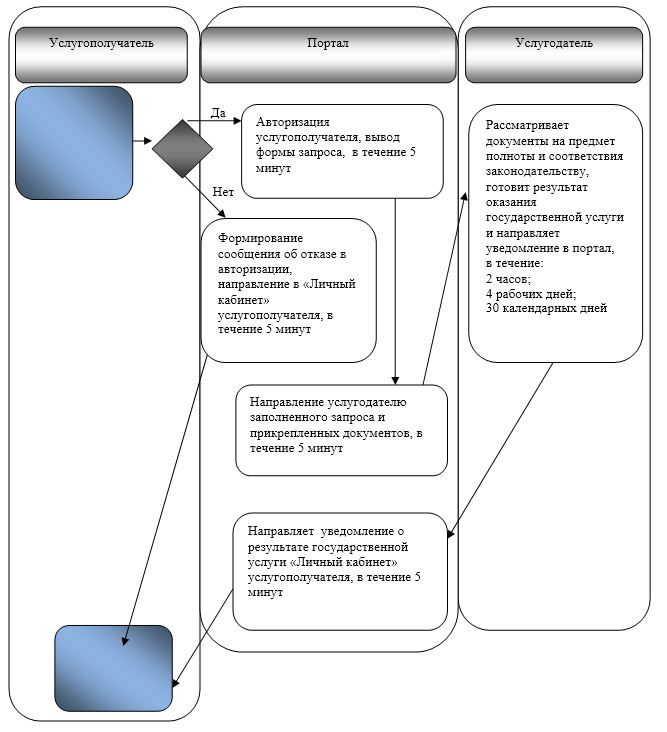 Услугополучатель
Портал
Услугодатель
Да
Авторизация
услугополучателя, вывод
формы запроса, в течение 5
минут
Нет
Формирование
сообщения об отказе в
авторизации,
направление в «Личный
кабинет»
услугополучателя, в
течение 5 минут
Рассматривает
документы на предмет
полноты и соответствия
законодательству,
готовит результат
оказания
государственной услуги
и направляет
уведомление в портал,
в течение:
2 часов;
4 рабочих дней;
30 календарных дней
Направление услугодателю
заполненного запроса и
прикрепленных документов, в
течение 5 минут
Направляет уведомление о
результате государственной
услуги «Личный кабинет»
услугополучателя, в течение 5
минут